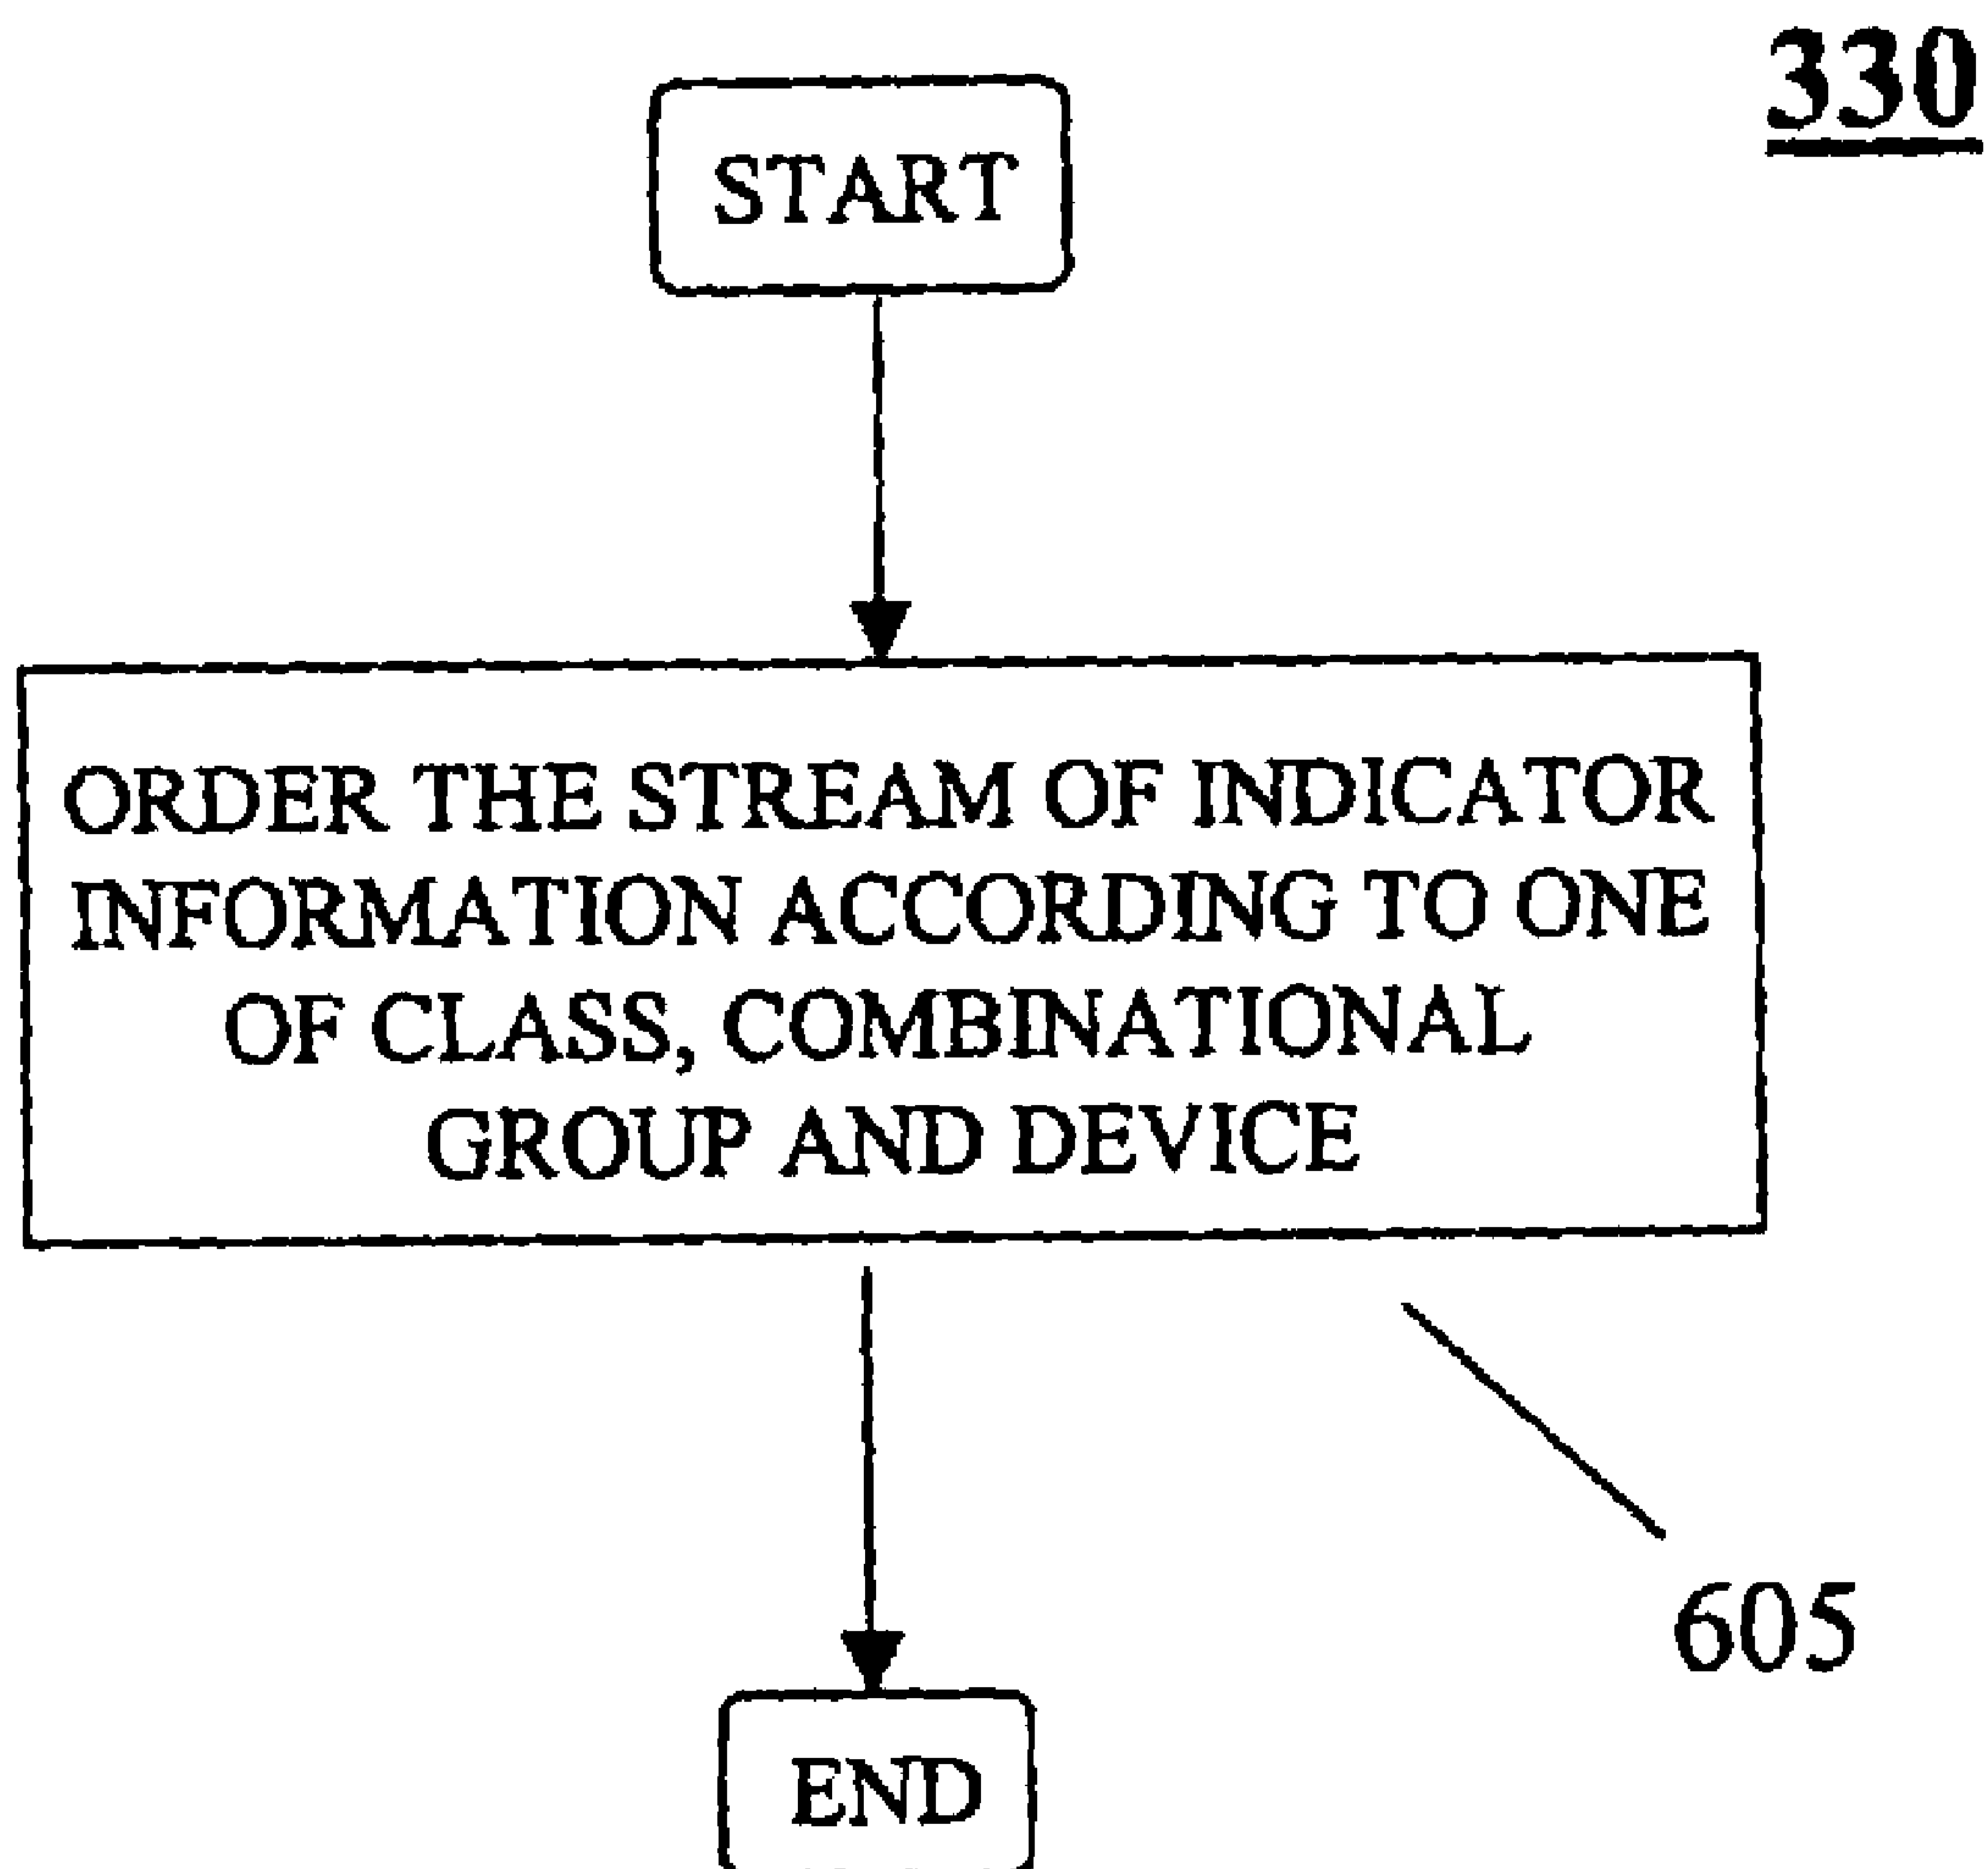 330
START
ORDER THE STREAM OF INDICATOR
INFORMATION ACCORDING TO ONE
OF CLASS, COMBINATIONAL
GROUP AND DEVICE
605
END